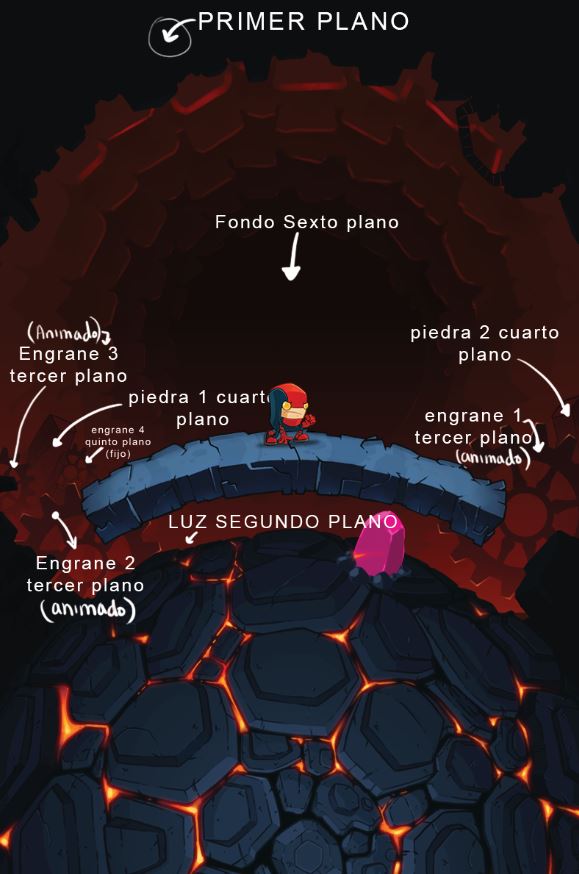 PRIMER PLANO
Fondo Sexto plano
(Animado)
Engrane 3
tercer plano
piedra 2 cuarto
plano
piedra 1 cuarto
plano
engrane 4
quinto plano
(fijo)
engrane 1
tercer plano
(animado)
LUZ SEGUNDO PLANO
Engrane 2
tercer plano
(animado)